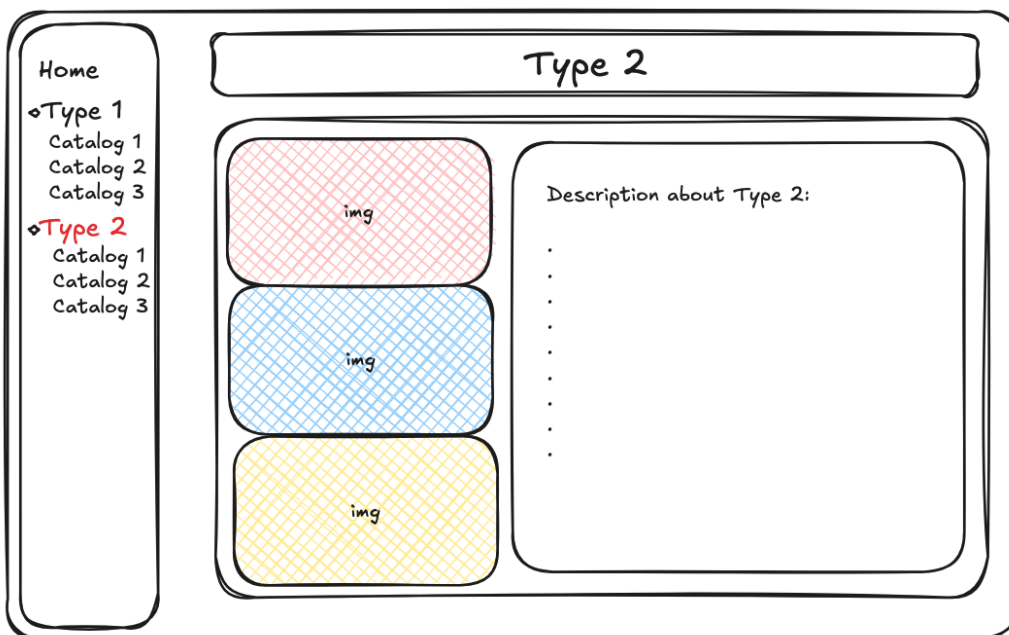 Home
Type 1
Catalog 1
Catalog 2
Catalog 3
Type 2
Catalog 1
Catalog 2
Catalog 3
Type 2
img
img
img
Description about Type 2:
.
.
.
.
.
.
.
.
.